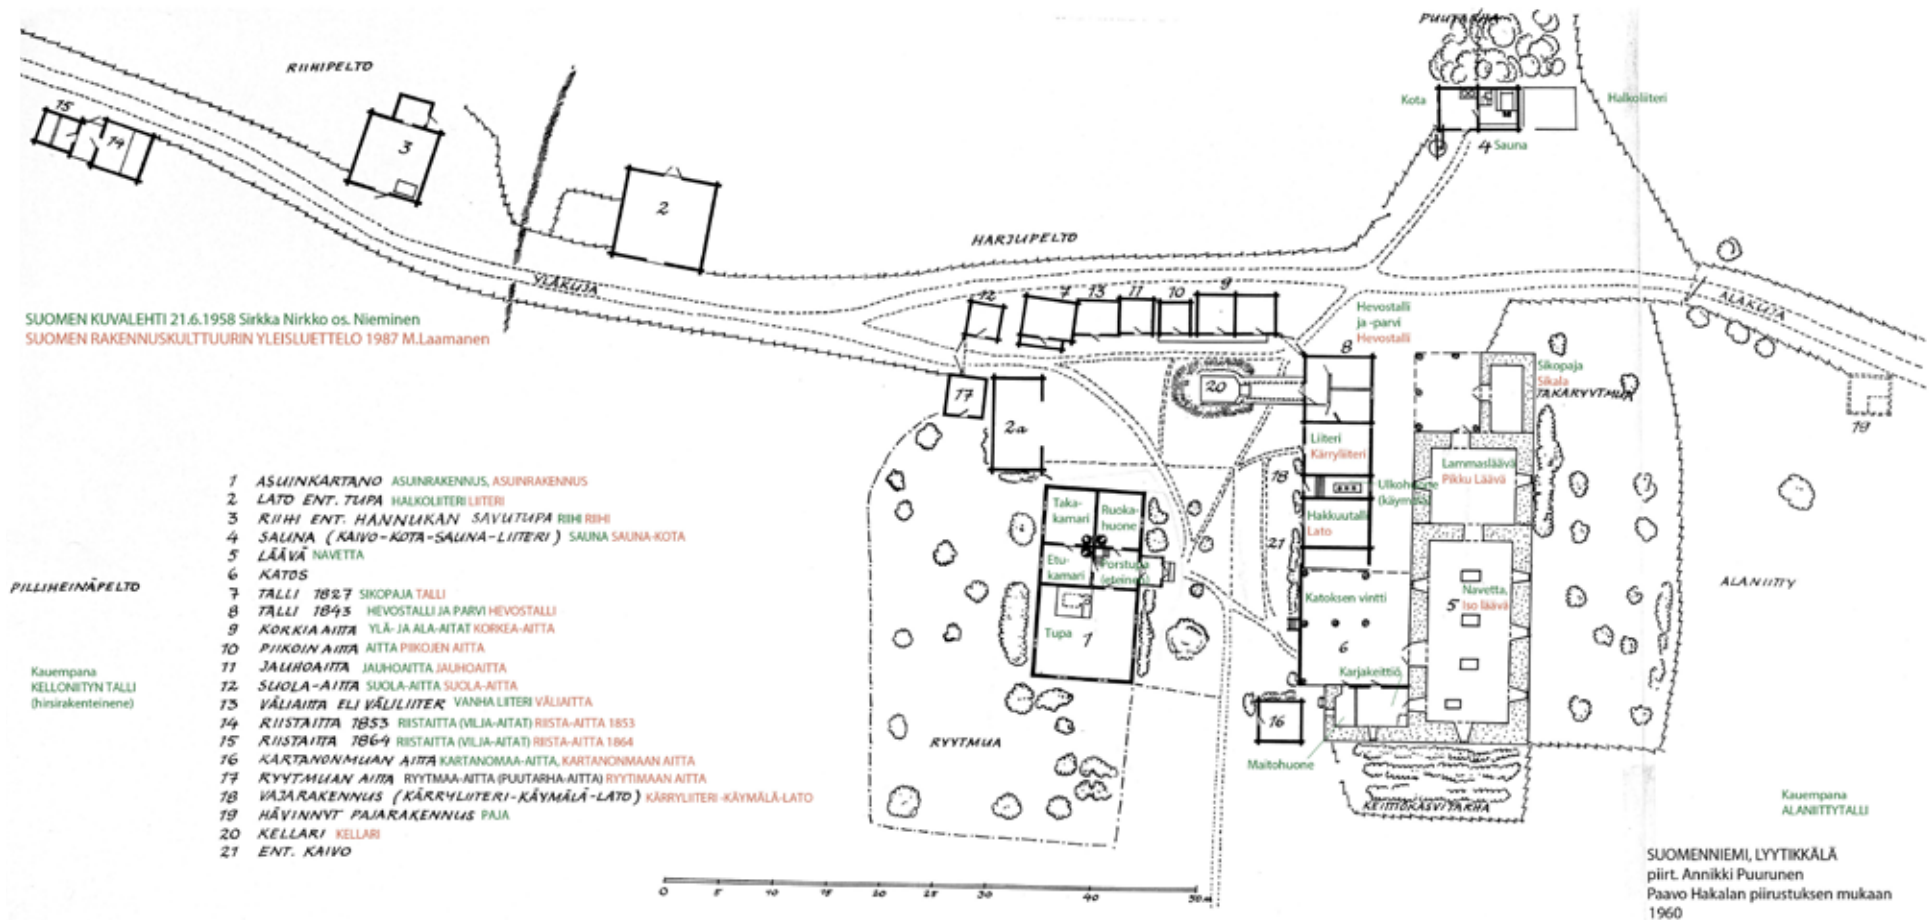 PUUTARHA
RIIHIPELTO
Kota
Halkoliiteri
15
14
3
4 Sauna
2
HARJUPELTO
YLÄKUJA
ALAKUJA
SUOMEN KUVALEHTI 21.6.1958 Sirkka Nirkko os. Nieminen
SUOMEN RAKENNUSKULTTUURIN YLEISLUETTELO 1987 M.Laamanen
12
7
13
11
10
9
Hevostalli
ja -parvi
Hevostalli
8
Sikopaja
Sikala
TAKARYYTMUA
17
2a
20
19
Liiteri
Kärryliiteri
Lammasläävä
Pikku Läävä
18
Ulkohuone
(käymälä)
Hakkuutalli
Lato
21
Taka-
kamari
Ruoka-
huone
Etu-
kamari
Porstupa
(eteinen)
Tupa
1
Katoksen vintti
6
Navetta,
Iso läävä
5
Karjakeittiö
16
Maitohuone
KEITTIÖKASVITARHA
RYYTMUA
ALANIITTY
PILLIHEINÄPELTO
Kauempana
KELLONIITYN TALLI
(hirsirakenteinene)
1 ASUINKARTANO ASUINRAKENNUS, ASUINRAKENNUS
2 LATO ENT. TUPA HALKOLIITERI LIITERI
3 RIIHI ENT. HANNUKAN SAVUTUPA RIIHI RIIHI
4 SAUNA (KAIVO-KOTA-SAUNA-LIITERI) SAUNA SAUNA-KOTA
5 LÄÄVÄ NAVETTA
6 KATOS
7 TALLI 1827 SIKOPAJA TALLI
8 TALLI 1843 HEVOSTALLI JA PARVI HEVOSTALLI
9 KORKIAAITTA YLÄ- JA ALA-AITAT KORKEA-AITTA
10 PIIKOIN AITTA AITTA PIIKOJEN AITTA
11 JAUHOAITTA JAUHOAITTA JAUHOAITTA
12 SUOLA-AITTA SUOLA-AITTA SUOLA-AITTA
13 VÄLIAITTA ELI VÄLILIITER VANHA LIITERI VÄLIAITTA
14 RIISTAITTA 1853 RIISTAITTA (VILJA-AITAT) RIISTA-AITTA 1853
15 RIISTAITTA 1864 RIISTAITTA (VILJA-AITAT) RIISTA-AITTA 1864
16 KARTANONMUAN AITTA KARTANOMAA-AITTA, KARTANONMAAN AITTA
17 RYYTMUAN AITTA RYYTMAA-AITTA (PUUTARHA-AITTA) RYYTIMAAN AITTA
18 VAJARAKENNUS (KÄRRYLIITERI-KÄYMÄLÄ-LATO) KÄRRYLIITERI -KÄYMÄLÄ-LATO
19 HÄVINNYT PAJARAKENNUS PAJA
20 KELLARI KELLARI
21 ENT. KAIVO
0 5 10 15 20 25 30 40 50 m
Kauempana
ALANIITTYTALLI
SUOMENNIEMI, LYYTIKKÄLÄ
piirt. Annikki Puurunen
Paavo Hakalan piirustuksen mukaan
1960